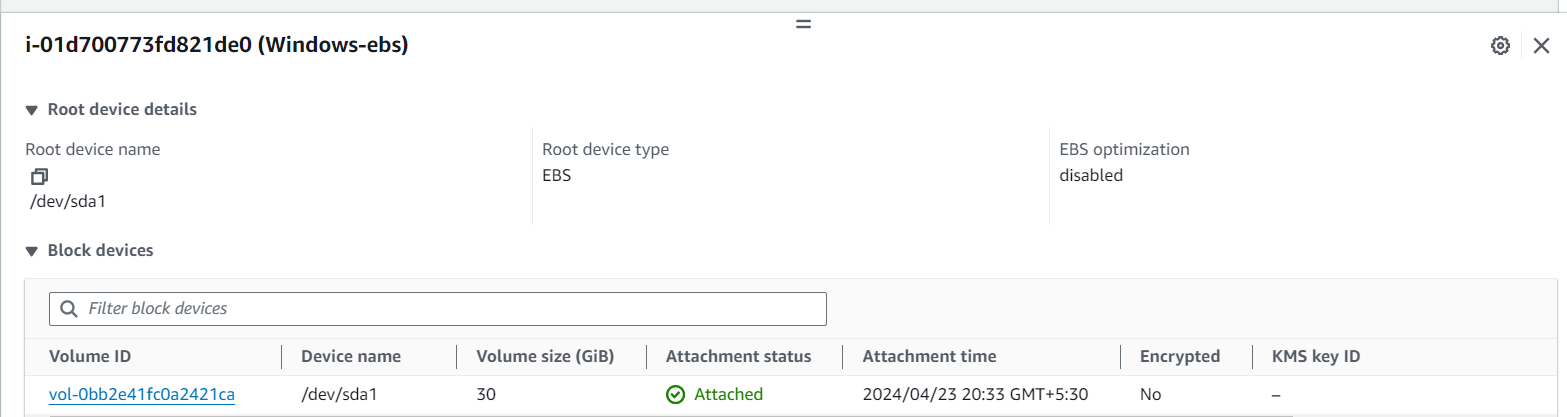 i-01d700773fd821de0 (Windows-ebs)
Root device details
Root device name
Root device type
EBS optimization
/dev/sda1
EBS
disabled
Block devices
Filter block devices
Volume ID Device name Volume size (GiB) Attachment status Attachment time Encrypted KMS key ID
vol-0bb2e41fc0a2421ca /dev/sda1 30 Attached 2024/04/23 20:33 GMT+5:30 No –